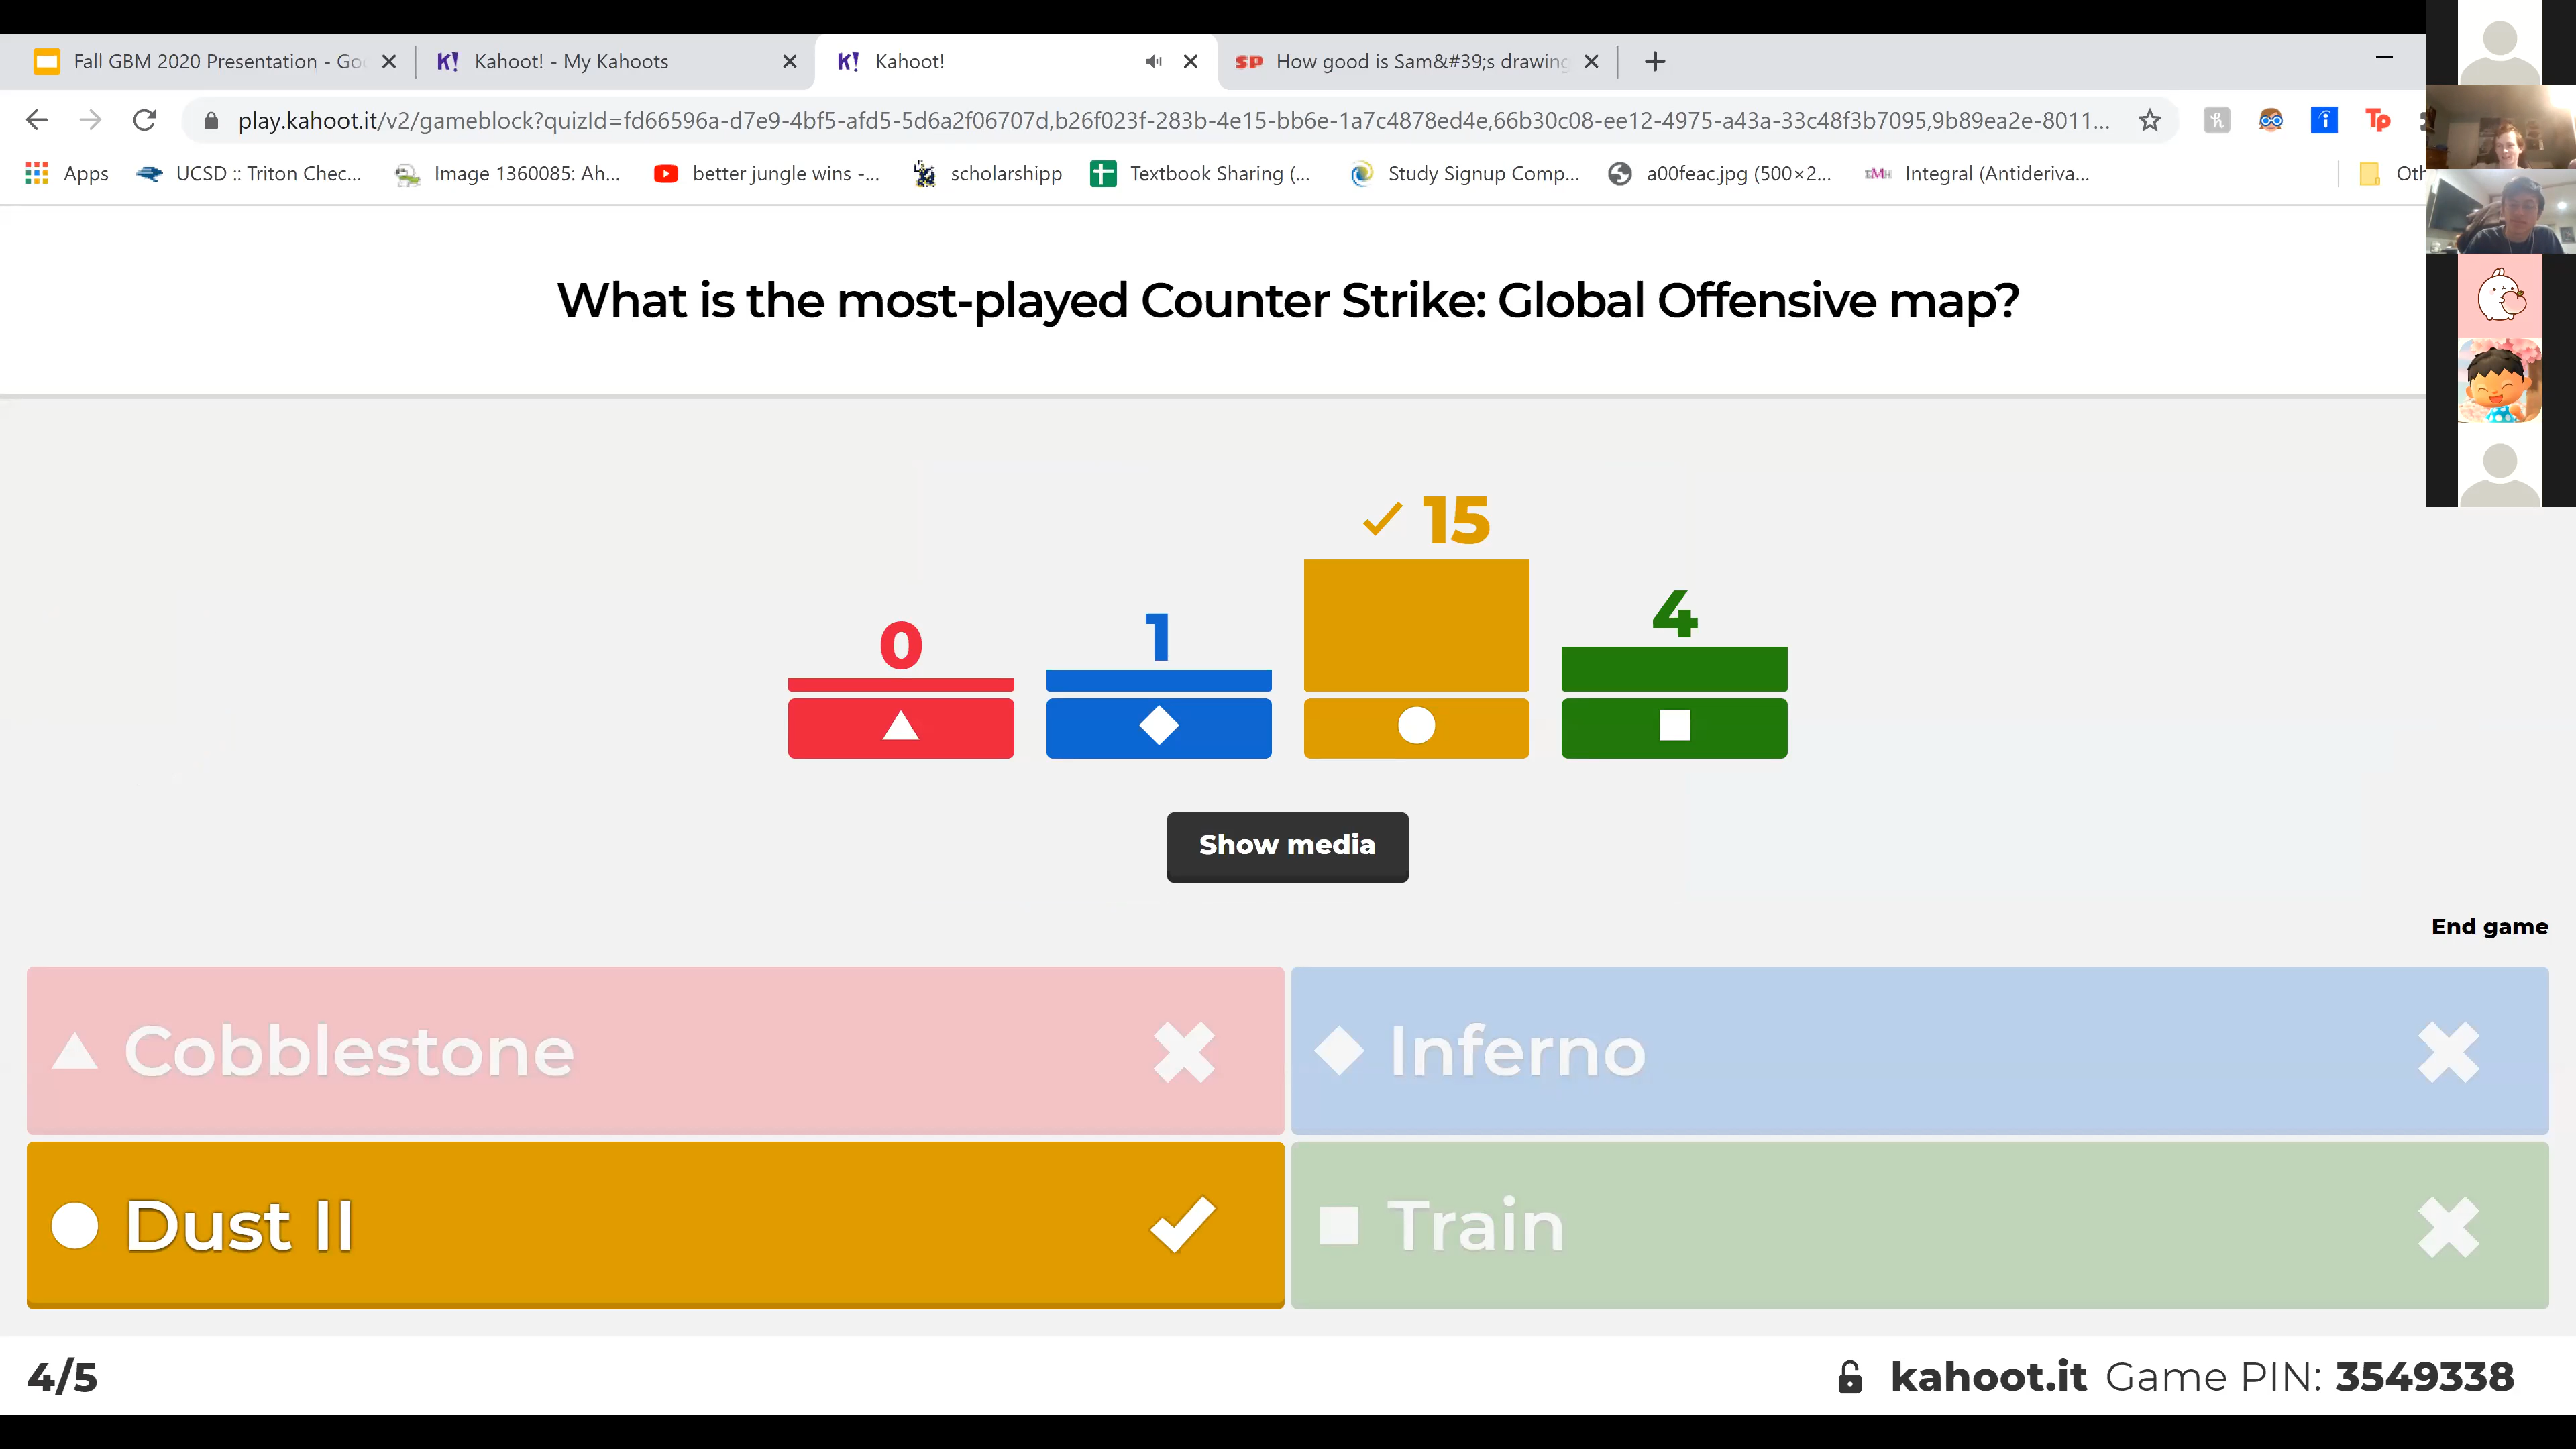 Fall GBM 2020 Presentation - Goo
K! Kahoot! - My Kahoots
K! Kahoot!
SP How good is Sam&#39;s drawing
play.kahoot.it/v2/gameblock?quizId=fd66596a-d7e9-4bf5-afd5-5d6a2f06707d,b26f023f-283b-4e15-bb6e-1a7c4878ed4e,66b30c08-ee12-4975-a43a-33c48f3b7095,9b89ea2e-8011...
Tp
Apps
UCSD :: Triton Chec...
Image 1360085: Ah...
better jungle wins -...
scholarshipp
Textbook Sharing (...
Study Signup Comp...
a00feac.jpg (500×2...
Integral (Antideriva...
Oth
What is the most-played Counter Strike: Global Offensive map?
0
1
15
4
Show media
End game
Cobblestone
Inferno
Dust II
Train
4/5
kahoot.it Game PIN: 3549338